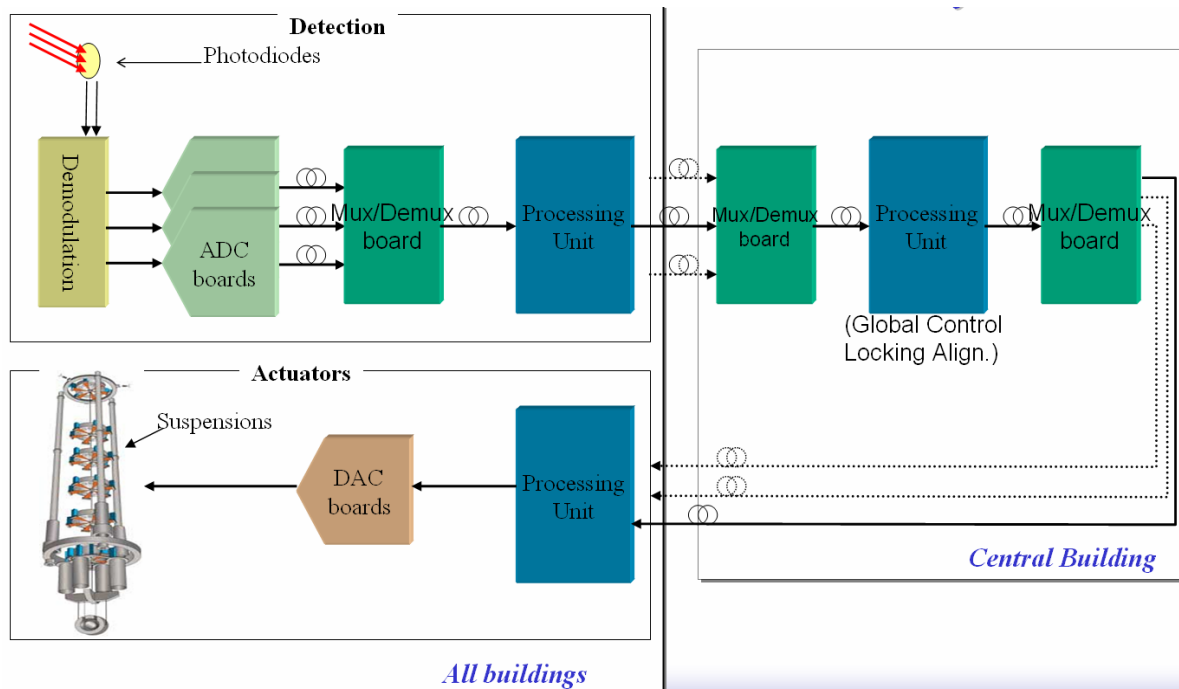 Detection
Photodiodes
Demodulation
ADC
boards
Mux/Demux
board
Processing
Unit
Mux/Demux
board
Processing
Unit
(Global Control
Locking Align.)
Mux/Demux
board
Actuators
Suspensions
DAC
boards
Processing
Unit
Central Building
All buildings